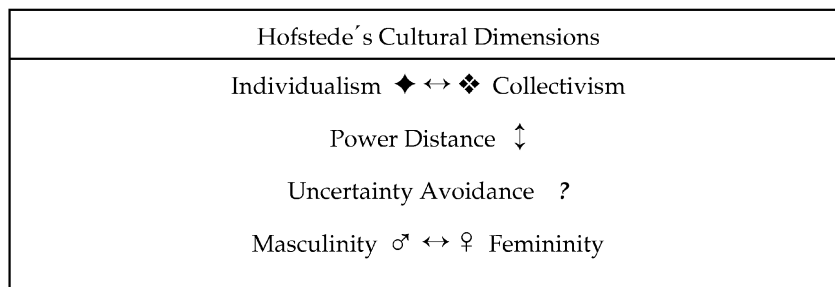 Hofstede´s Cultural Dimensions
Individualism ✦ ↔ ❖ Collectivism
Power Distance ↕
Uncertainty Avoidance ?
Masculinity ♂ ↔ ♀ Femininity